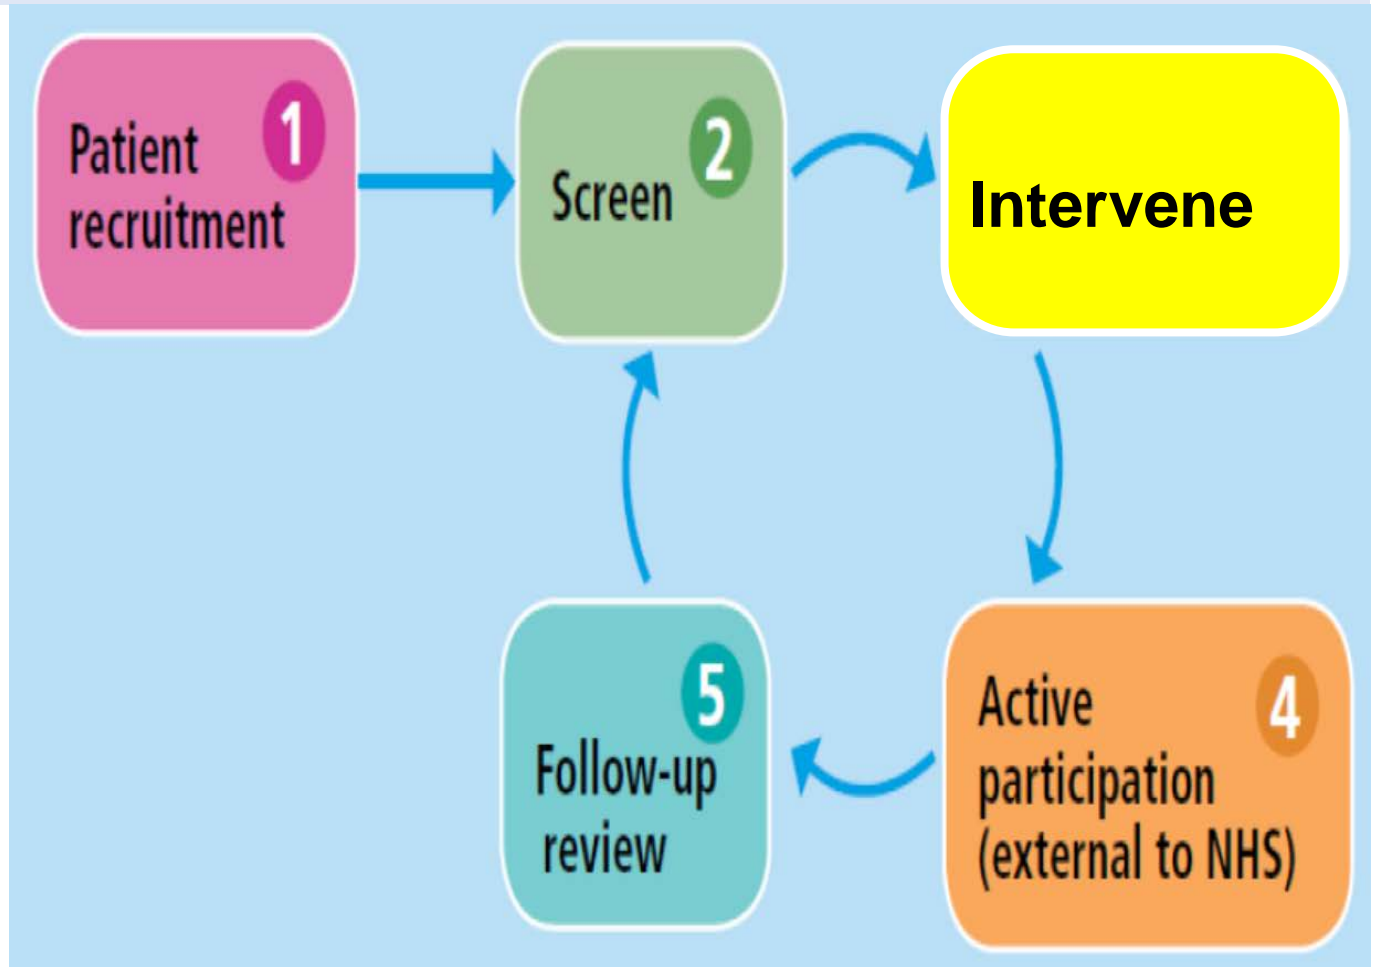 1
Patient
recruitment
2
Screen
Intervene
4
Active
participation
(external to NHS)
5
Follow-up
review